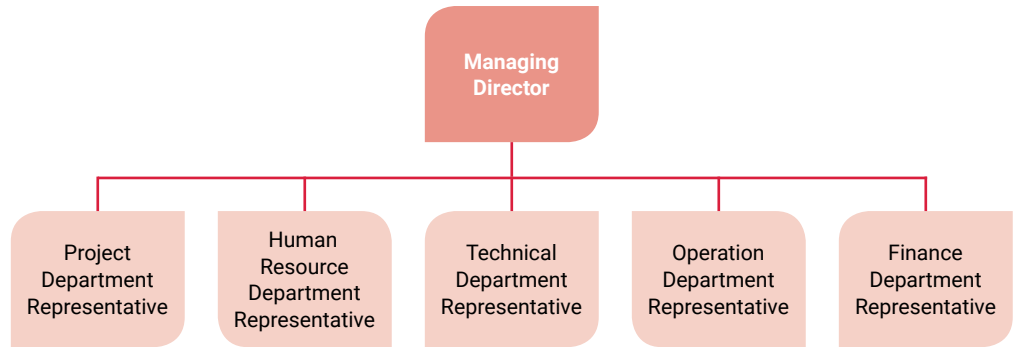 Managing
Director
Project
Department
Representative
Human
Resource
Department
Representative
Technical
Department
Representative
Operation
Department
Representative
Finance
Department
Representative